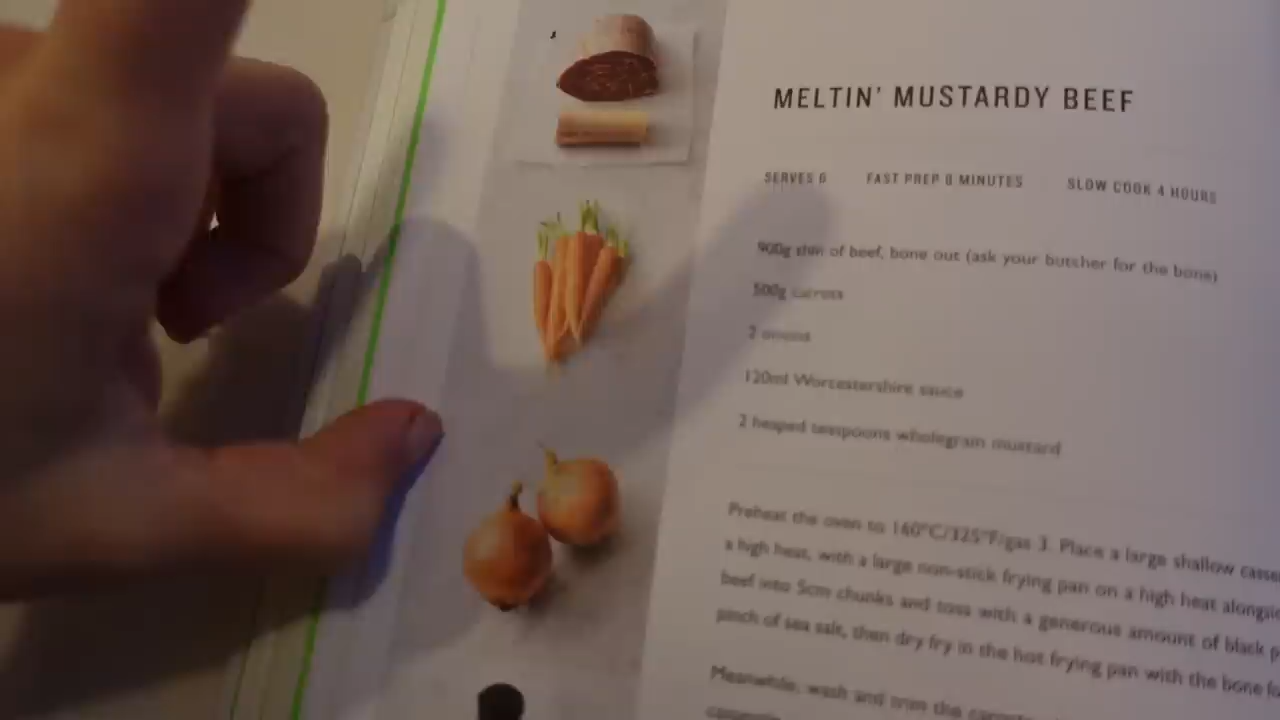 MELTIN' MUSTARDY BEEF
SERVES 6 FAST PREP 8 MINUTES SLOW COOK 4 HOURS
900g shin of beef, bone out (ask your butcher for the bone)
500g carrots
2 onions
120ml Worcestershire sauce
2 heaped teaspoons wholegrain mustard
Preheat the oven to 160°C/325°F/gas 3. Place a large shallow
a high heat, with a large non-stick frying pan on a high heat
beef into 5cm chunks and toss with a generous amount of black
pinch of sea salt, then dry fry in the hot frying pan with the bone
Meanwhile, wash and trim the